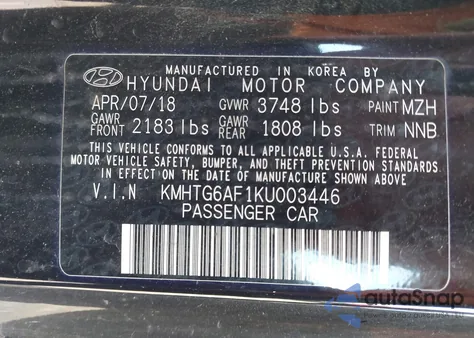 MANUFACTURED IN KOREA BY
HYUNDAI MOTOR COMPANY
APR/07/18 GVWR 3748 lbs PAINT MZH
GAWR FRONT 2183 lbs GAWR REAR 1808 lbs TRIM NNB
THIS VEHICLE CONFORMS TO ALL APPLICABLE U.S.A. FEDERAL
MOTOR VEHICLE SAFETY, BUMPER, AND THEFT PREVENTION STANDARDS
IN EFFECT ON THE DATE OF MANUFACTURE SHOWN ABOVE.
V.I.N KMHTG6AF1KU003446
PASSENGER CAR
autoSnap